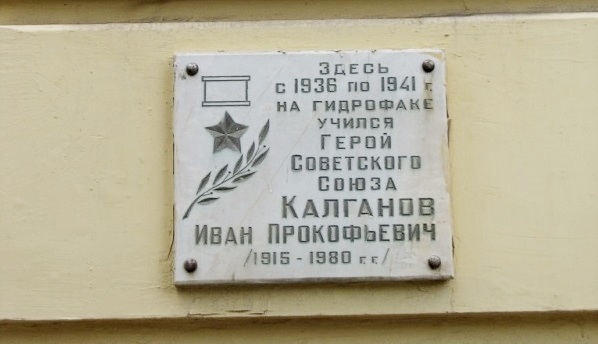 Здесь
с 1936 по 1941 г.
на гидрофаке
учился
Герой
Советского
Союза
Калганов
Иван Прокофьевич
/1915 - 1980 г.г./